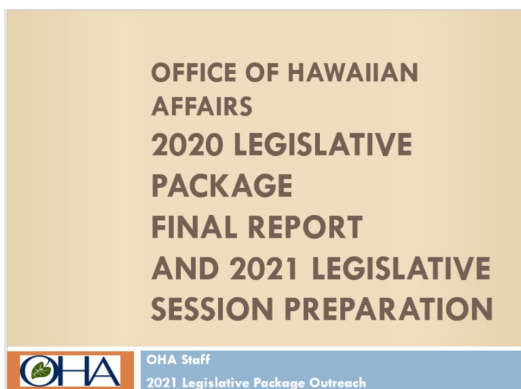 OFFICE OF HAWAIIAN
AFFAIRS
2020 LEGISLATIVE
PACKAGE
FINAL REPORT
AND 2021 LEGISLATIVE
SESSION PREPARATION
OHA
OHA Staff
2021 Legislative Package Outreach